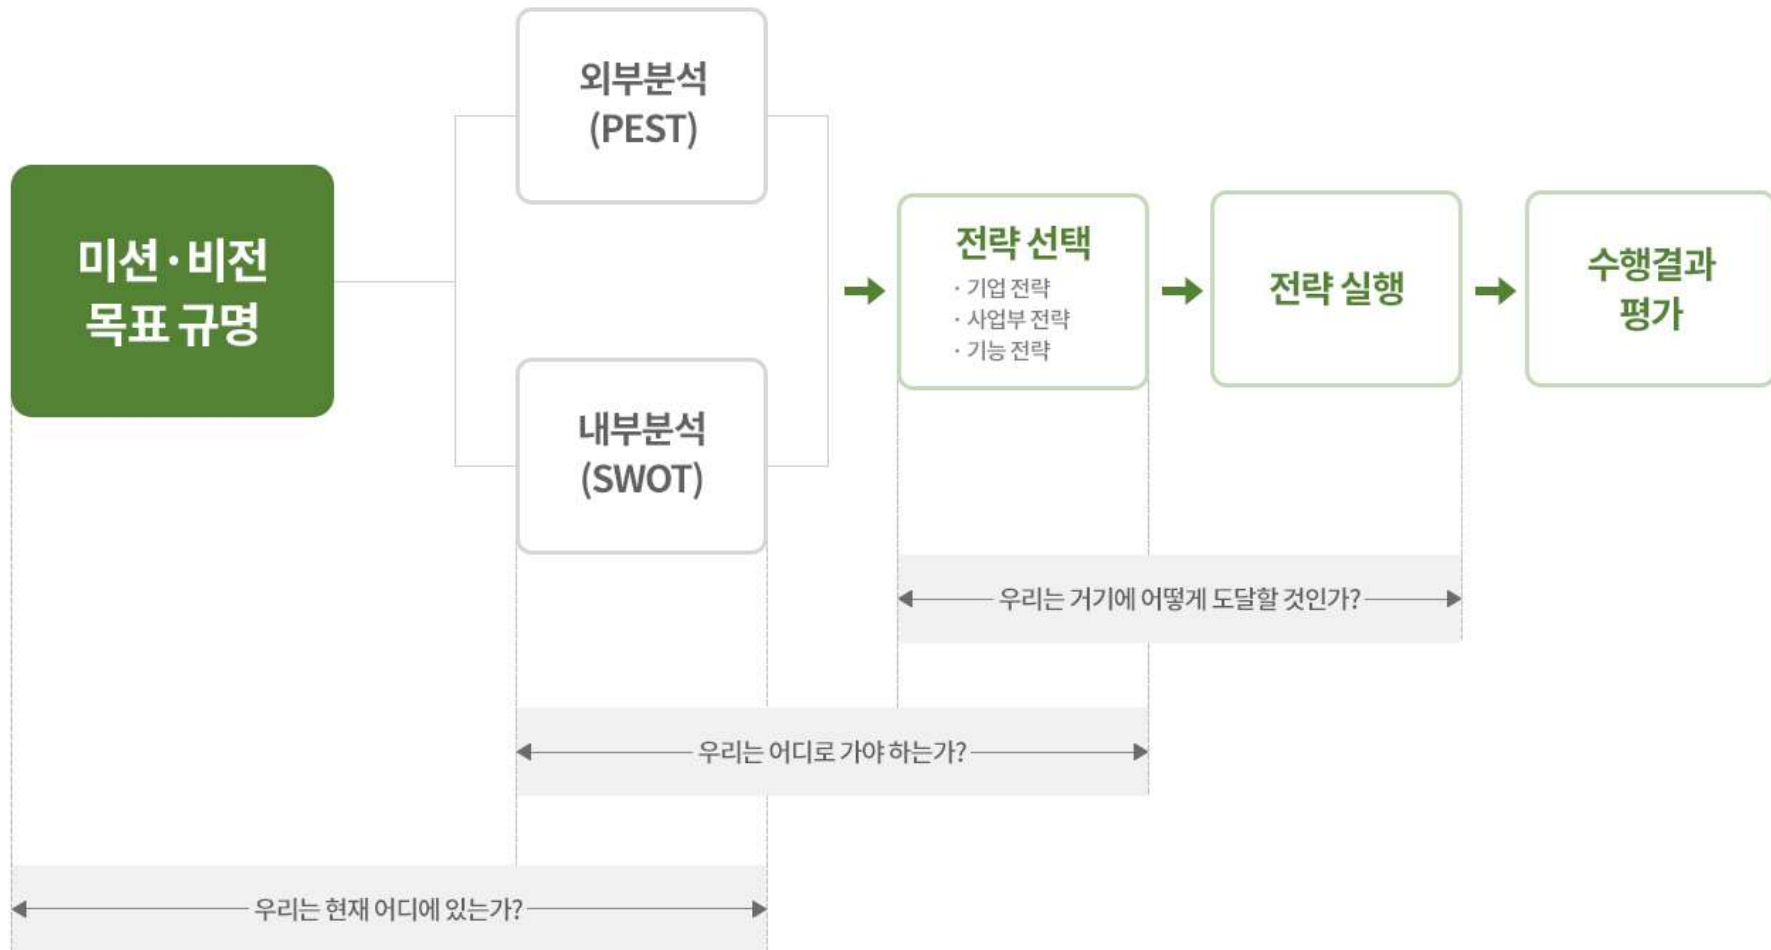 미션·비전
목표 규명
외부분석
(PEST)
내부분석
(SWOT)
전략 선택
· 기업 전략
· 사업부 전략
· 기능 전략
전략 실행
수행결과
평가
우리는 거기에 어떻게 도달할 것인가?
우리는 어디로 가야 하는가?
우리는 현재 어디에 있는가?